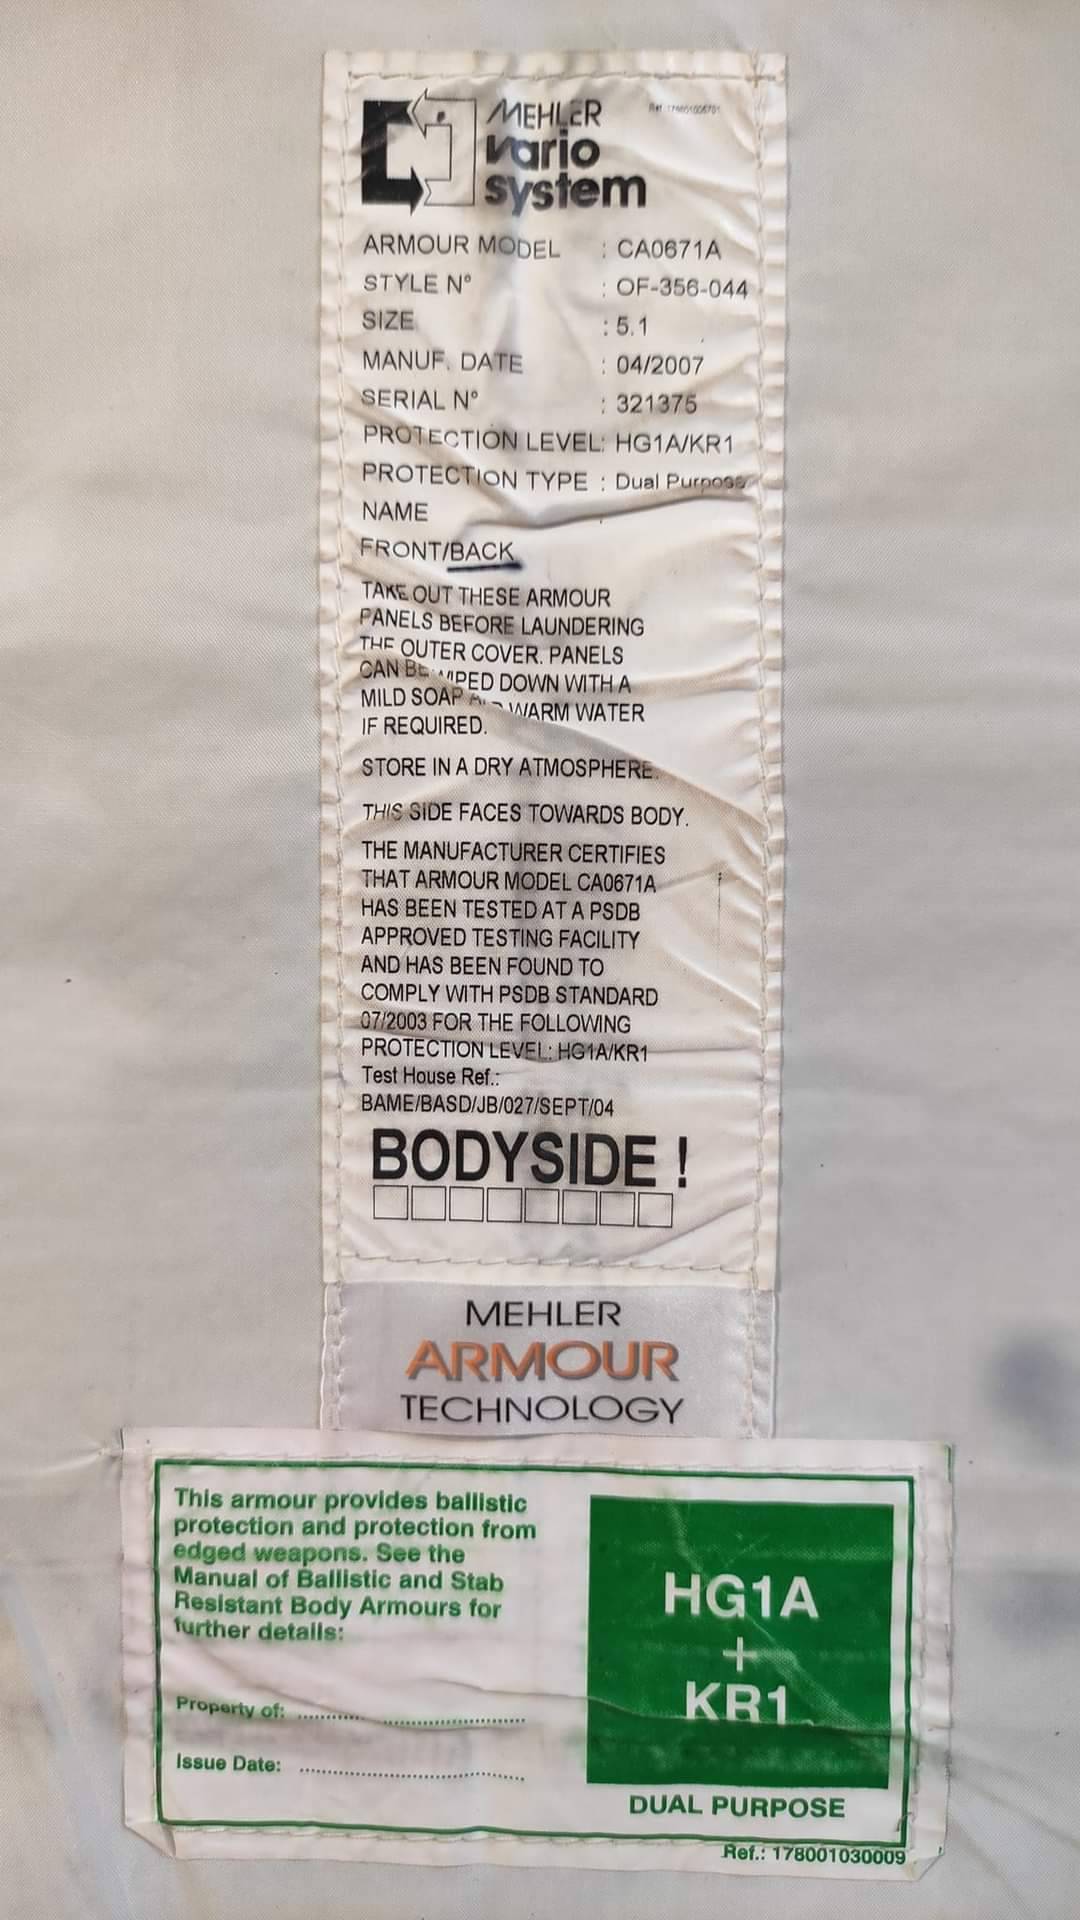 MEHLER
vario
system
ARMOUR MODEL : CA0671A
STYLE N° : OF-356-044
SIZE : 5.1
MANUF. DATE : 04/2007
SERIAL N° : 321375
PROTECTION LEVEL: HG1A/KR1
PROTECTION TYPE : Dual Purpose
NAME
FRONT/BACK
TAKE OUT THESE ARMOUR
PANELS BEFORE LAUNDERING
THE OUTER COVER. PANELS
CAN BE WIPED DOWN WITH A
MILD SOAP AND WARM WATER
IF REQUIRED.
STORE IN A DRY ATMOSPHERE.
THIS SIDE FACES TOWARDS BODY.
THE MANUFACTURER CERTIFIES
THAT ARMOUR MODEL CA0671A
HAS BEEN TESTED AT A PSDB
APPROVED TESTING FACILITY
AND HAS BEEN FOUND TO
COMPLY WITH PSDB STANDARD
07/2003 FOR THE FOLLOWING
PROTECTION LEVEL: HG1A/KR1
Test House Ref.:
BAME/BASD/JB/027/SEPT/04
BODYSIDE !
MEHLER
ARMOUR
TECHNOLOGY
This armour provides ballistic
protection and protection from
edged weapons. See the
Manual of Ballistic and Stab
Resistant Body Armours for
further details:
Property of: ..............................
Issue Date: ..............................
HG1A
+
KR1
DUAL PURPOSE
Ref.: 178001030009